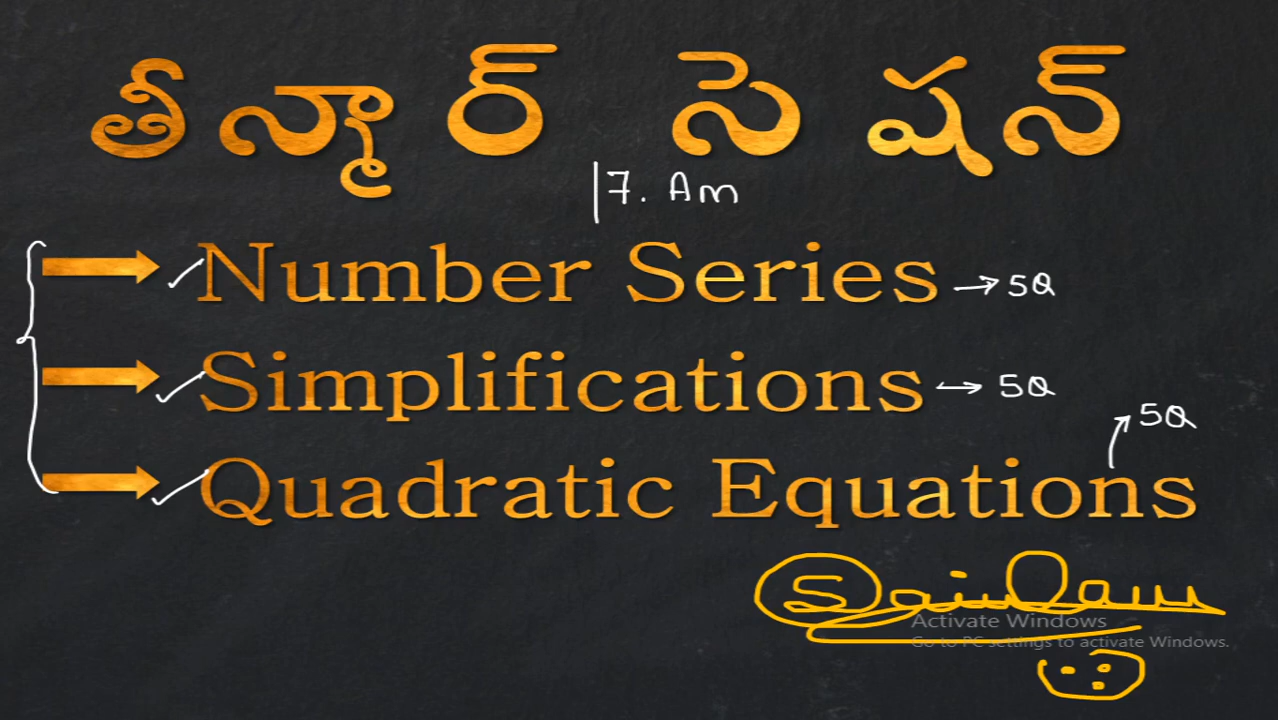 తీన్మార్ సెషన్
7. Am
Number Series → 5Q
Simplifications → 5Q
5Q
Quadratic Equations
Activate Windows
Go to PC settings to activate Windows.